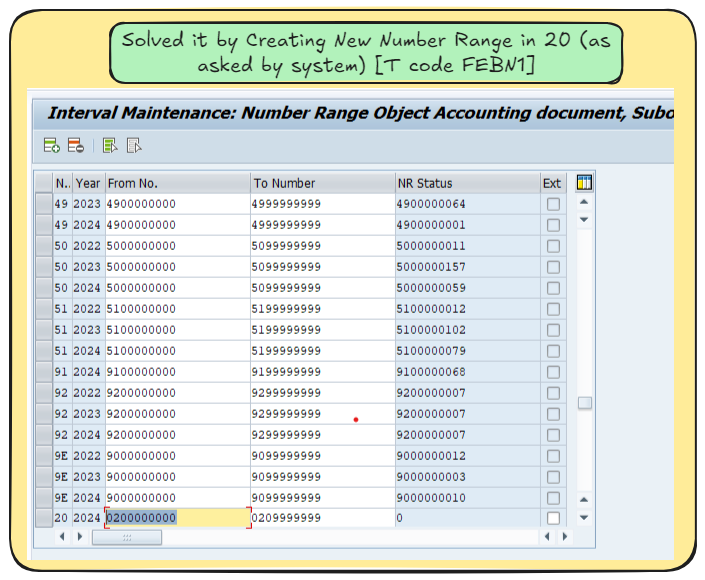 Solved it by Creating New Number Range in 20 (as
asked by system) [T code FEBN1]
Interval Maintenance: Number Range Object Accounting document, Subo
N.. Year From No. To Number NR Status Ext
49 2023 4900000000 4999999999 4900000064
49 2024 4900000000 4999999999 4900000001
50 2022 5000000000 5099999999 5000000011
50 2023 5000000000 5099999999 5000000157
50 2024 5000000000 5099999999 5000000059
51 2022 5100000000 5199999999 5100000012
51 2023 5100000000 5199999999 5100000102
51 2024 5100000000 5199999999 5100000079
91 2024 9100000000 9199999999 9100000068
92 2022 9200000000 9299999999 9200000007
92 2023 9200000000 9299999999 9200000007
92 2024 9200000000 9299999999 9200000007
9E 2022 9000000000 9099999999 9000000012
9E 2023 9000000000 9099999999 9000000003
9E 2024 9000000000 9099999999 9000000010
20 2024 0200000000 0209999999 0